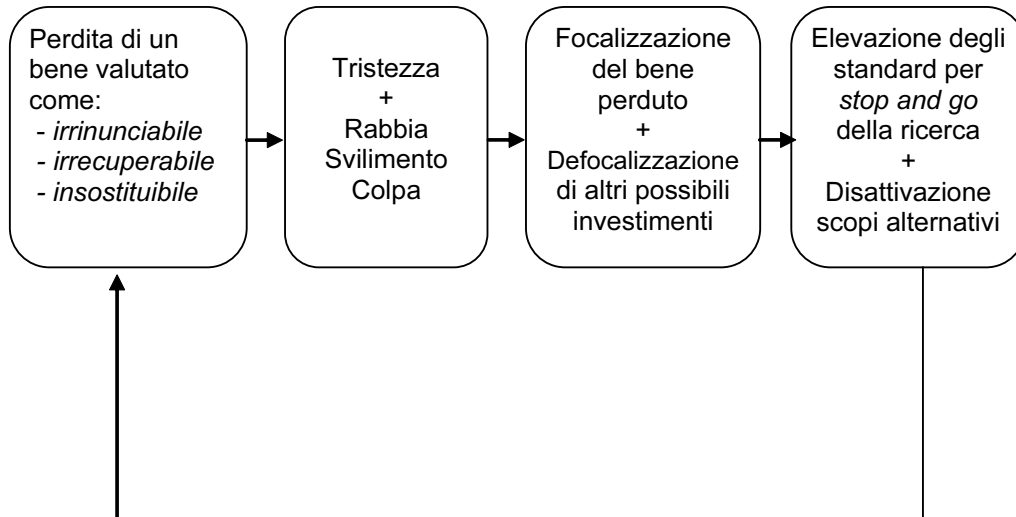 Perdita di un
bene valutato
come:
- irrinunciabile
- irrecuperabile
- insostituibile
Tristezza
+
Rabbia
Svilimento
Colpa
Focalizzazione
del bene
perduto
+
Defocalizzazione
di altri possibili
investimenti
Elevazione degli
standard per
stop and go
della ricerca
+
Disattivazione
scopi alternativi